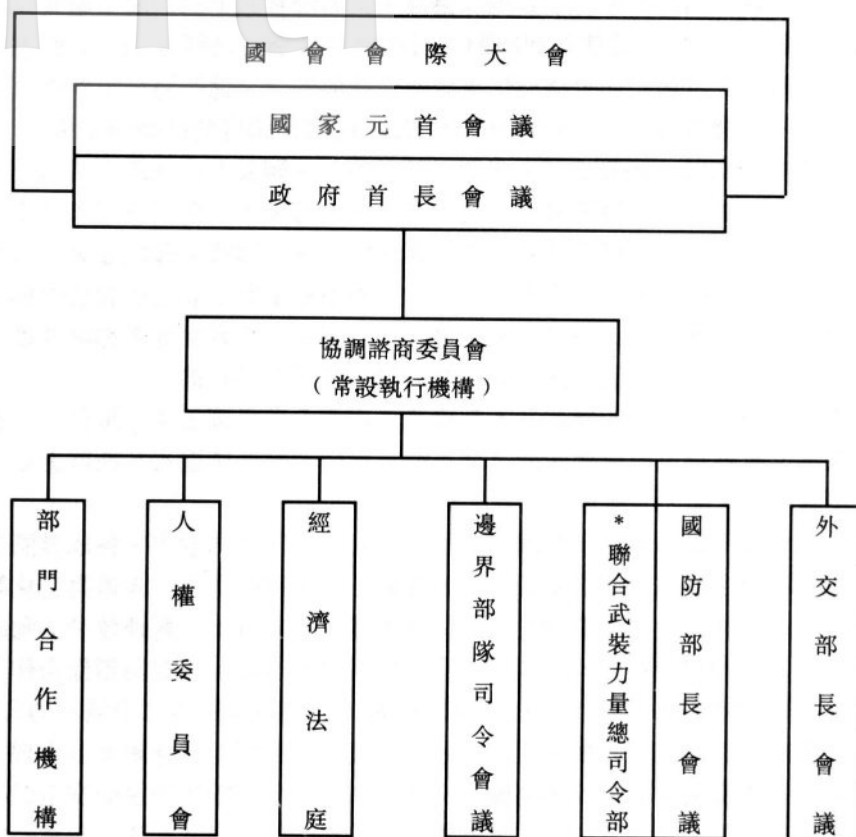 國會會際大會
國家元首會議
政府首長會議
協調諮商委員會
（常設執行機構）
部門合作機構
人權委員會
經濟法庭
邊界部隊司令會議
*聯合武裝力量總司令部
國防部長會議
外交部長會議